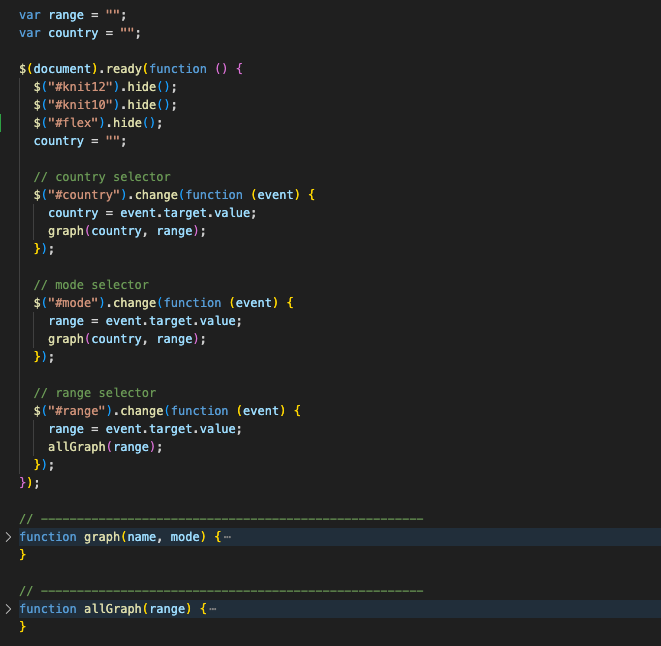 var range = "";
var country = "";
$(document).ready(function () {
$("#knit12").hide();
$("#knit10").hide();
$("#flex").hide();
country = "";
// country selector
$("#country").change(function (event) {
country = event.target.value;
graph(country, range);
});
// mode selector
$("#mode").change(function (event) {
range = event.target.value;
graph(country, range);
});
// range selector
$("#range").change(function (event) {
range = event.target.value;
allGraph(range);
});
});
// -----------------------------------------------------
function graph(name, mode) {⋯
}
// -----------------------------------------------------
function allGraph(range) {⋯
}